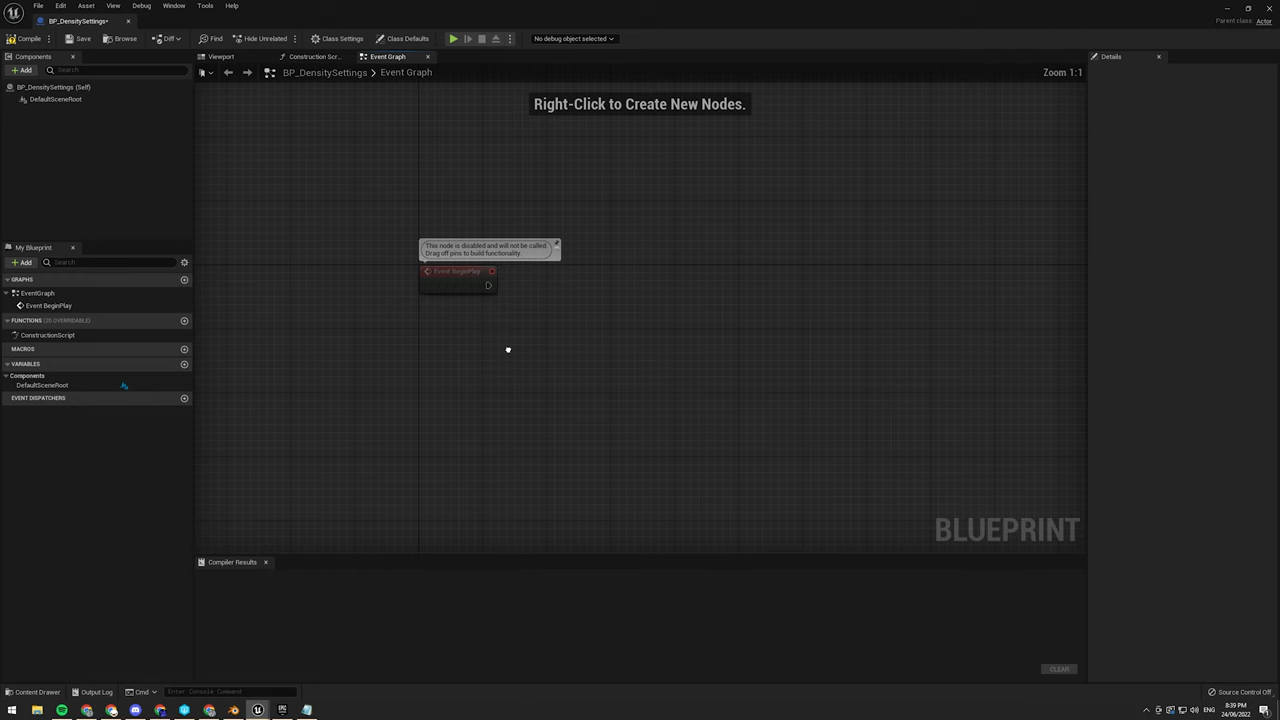 File Edit Asset View Debug Window Tools Help
BP_DensitySettings•
Parent class: Actor
Compile Save Browse Diff Find Hide Unrelated Class Settings Class Defaults No debug object selected
Components
Viewport Construction Scr... Event Graph
Details
Add Search
BP_DensitySettings > Event Graph
Zoom 1:1
BP_DensitySettings (Self)
DefaultSceneRoot
Right-Click to Create New Nodes.
This node is disabled and will not be called.
Drag off pins to build functionality.
Event BeginPlay
My Blueprint
Add Search
GRAPHS
EventGraph
Event BeginPlay
FUNCTIONS (20 OVERRIDABLE)
ConstructionScript
MACROS
VARIABLES
Components
DefaultSceneRoot
EVENT DISPATCHERS
BLUEPRINT
Compiler Results
CLEAR
Content Drawer Output Log Cmd Enter Console Command
Source Control Off
ENG
8:39 PM
24/06/2022